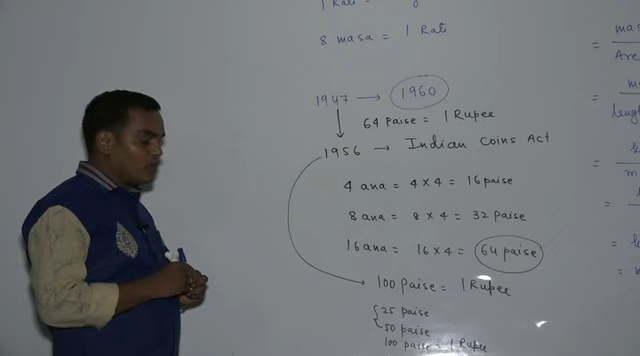 1 Rati =
8 masa = 1 Rati
1947 → 1960
64 Paise = 1 Rupee
1956 → Indian Coins Act
4 ana = 4 × 4 = 16 paise
8 ana = 8 × 4 = 32 Paise
16 ana = 16 × 4 = 64 paise
100 Paise = 1 Rupee
25 paise
50 paise
100 paise = 1 Rupee
=
=
=
=
=
=